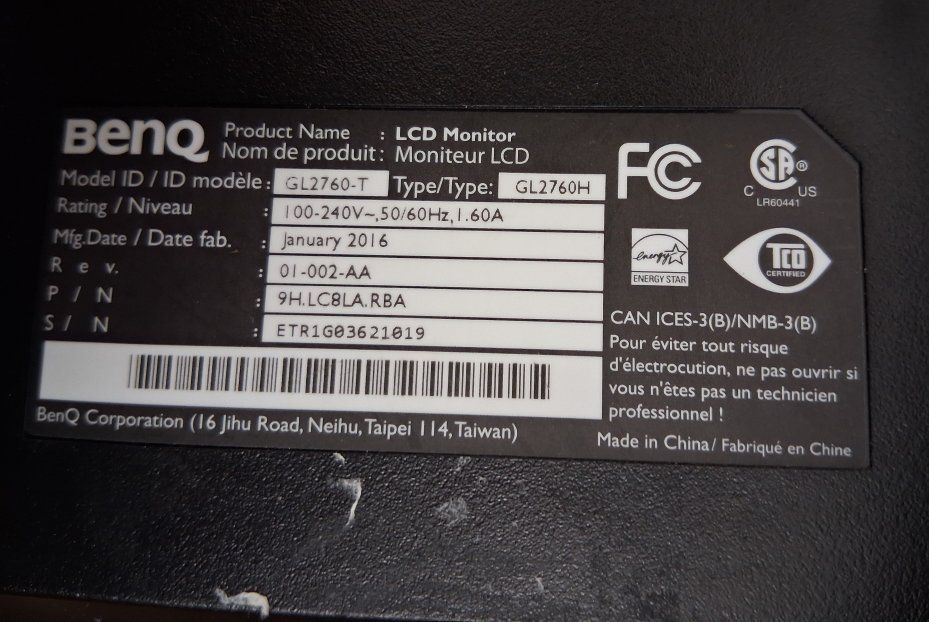 BenQ
Product Name : LCD Monitor
Nom de produit : Moniteur LCD
Model ID / ID modèle : GL2760-T Type/Type: GL2760H
Rating / Niveau : 100-240V~,50/60Hz,1.60A
Mfg.Date / Date fab. : January 2016
R e v. : 01-002-AA
P / N : 9H.LC8LA.RBA
S / N : ETR1G03621019
BenQ Corporation (16 Jihu Road, Neihu, Taipei 114, Taiwan)
FC
SA ®
C US
LR60441
energy
ENERGY STAR
TCO
CERTIFIED
CAN ICES-3(B)/NMB-3(B)
Pour éviter tout risque
d'électrocution, ne pas ouvrir si
vous n'êtes pas un technicien
professionnel !
Made in China/ Fabriqué en Chine